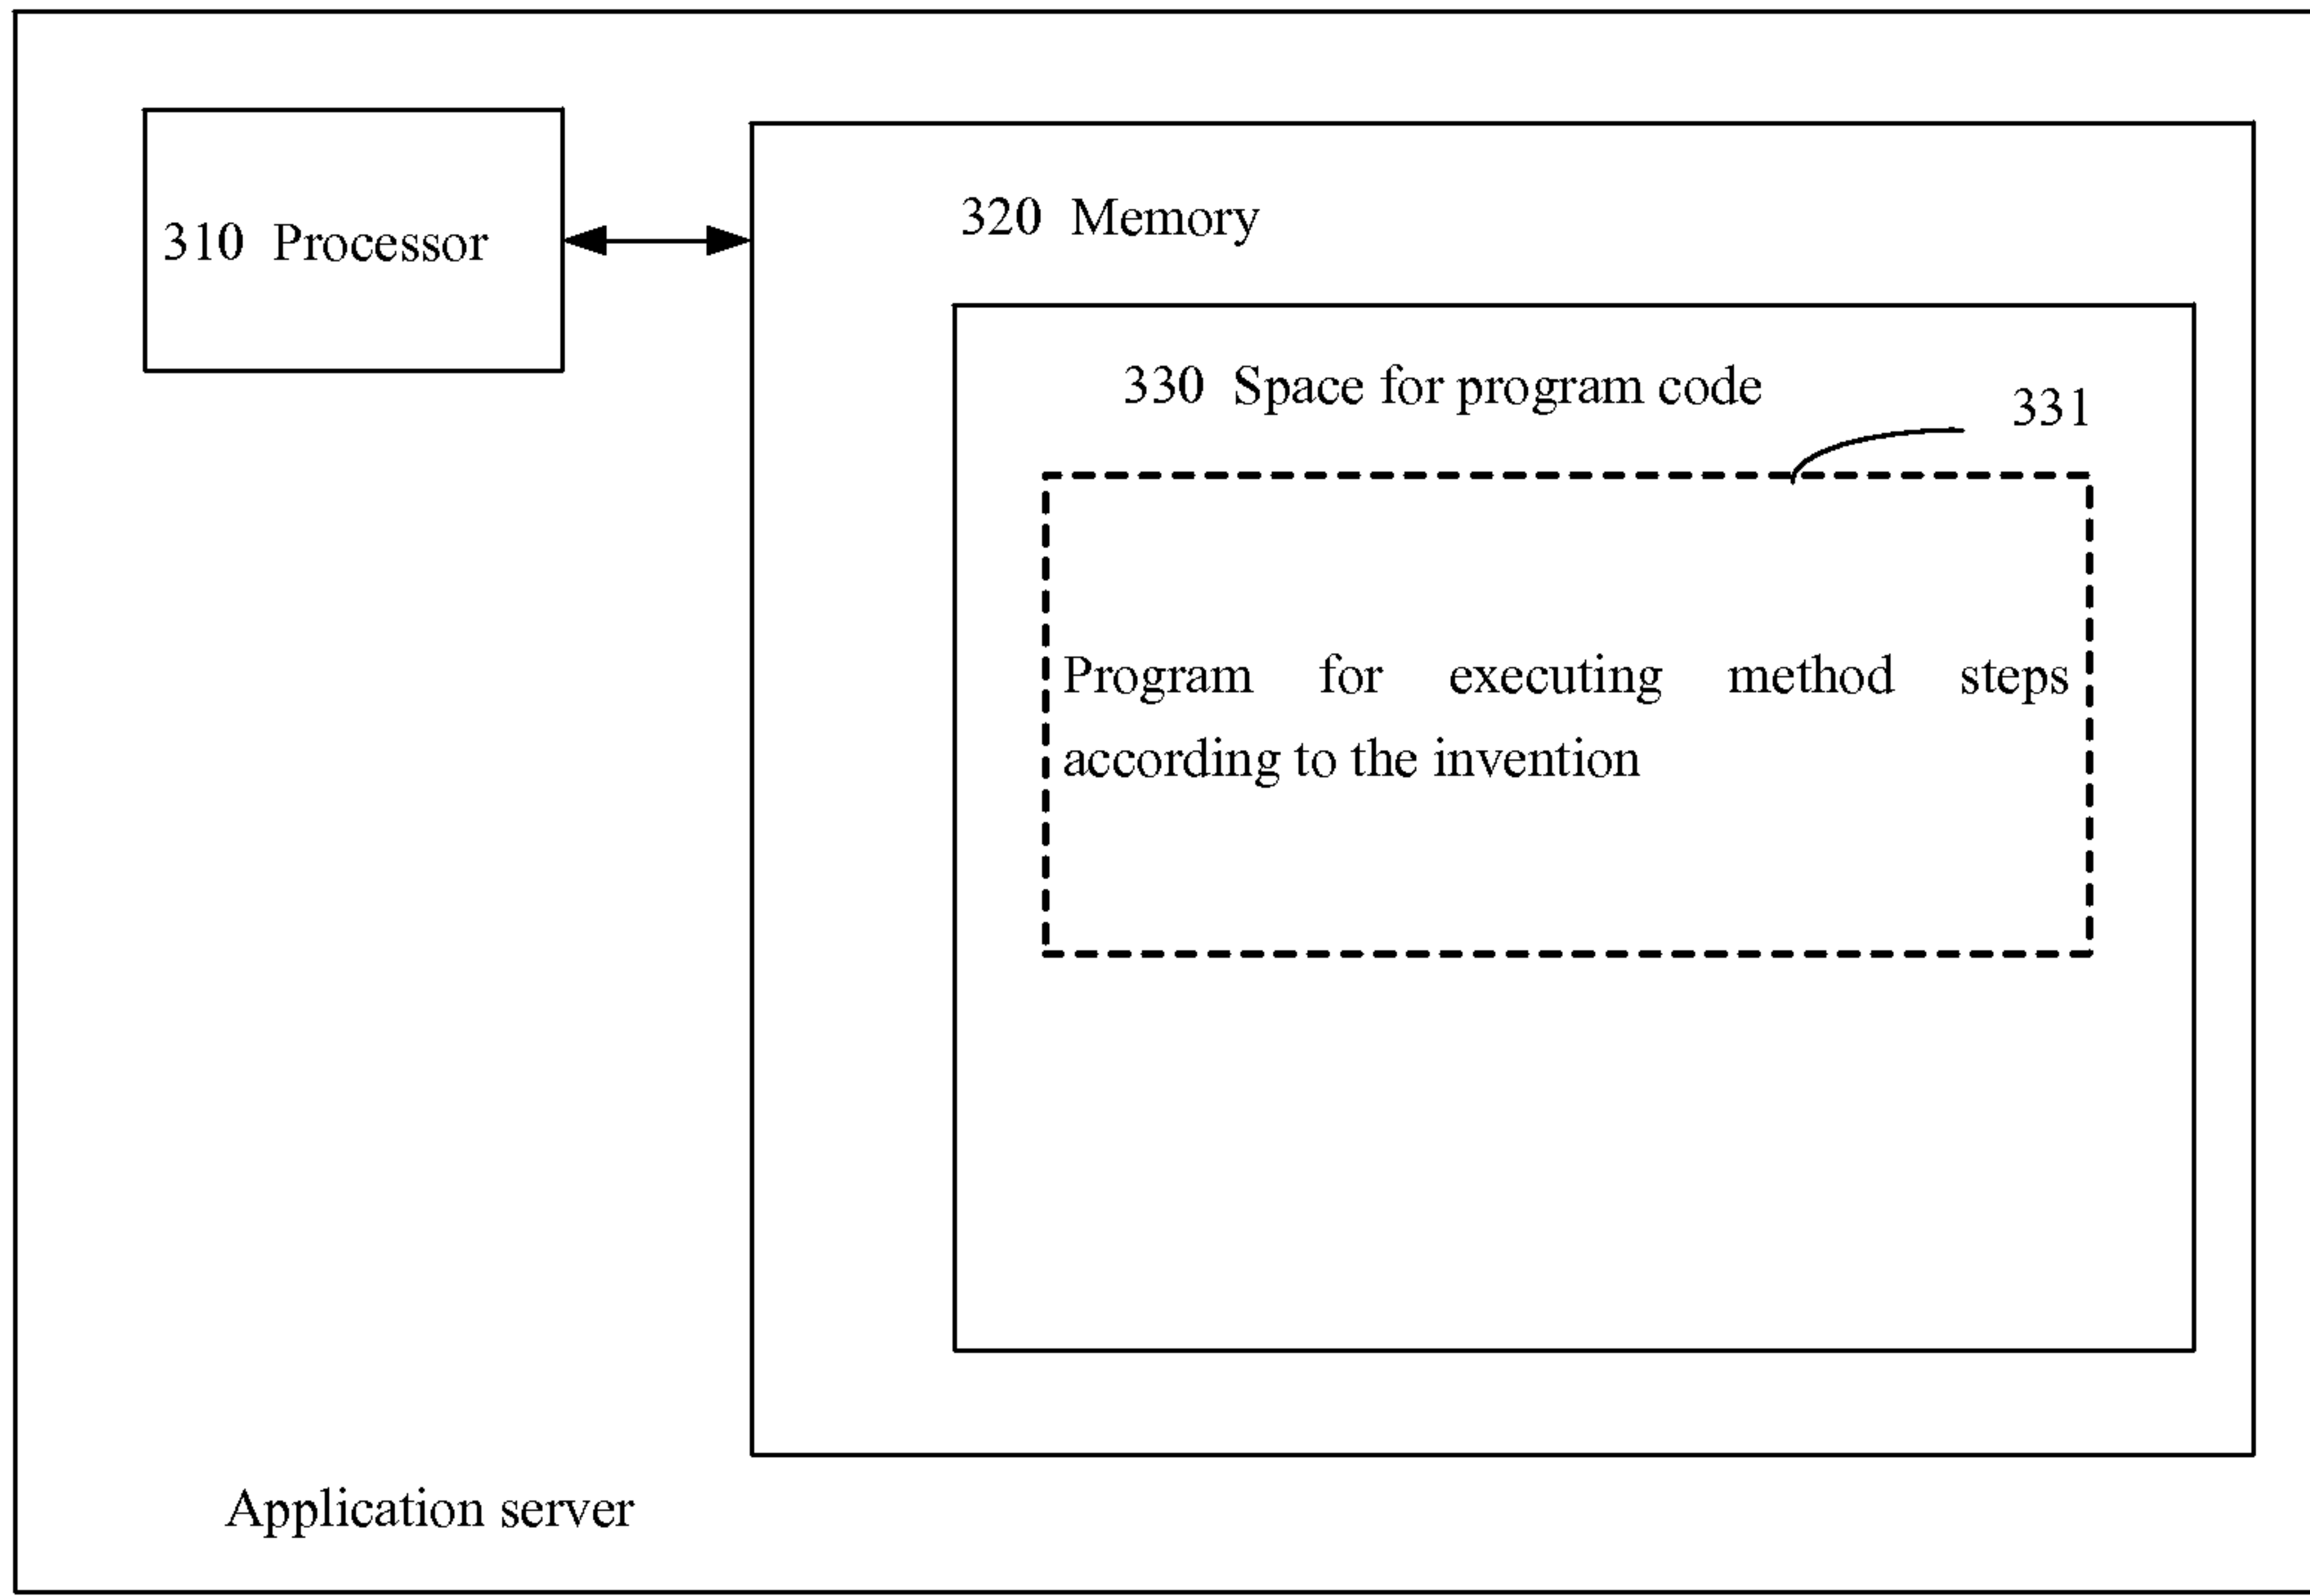 310 Processor
320 Memory
330 Space for program code
331
Program for executing method steps
according to the invention
Application server